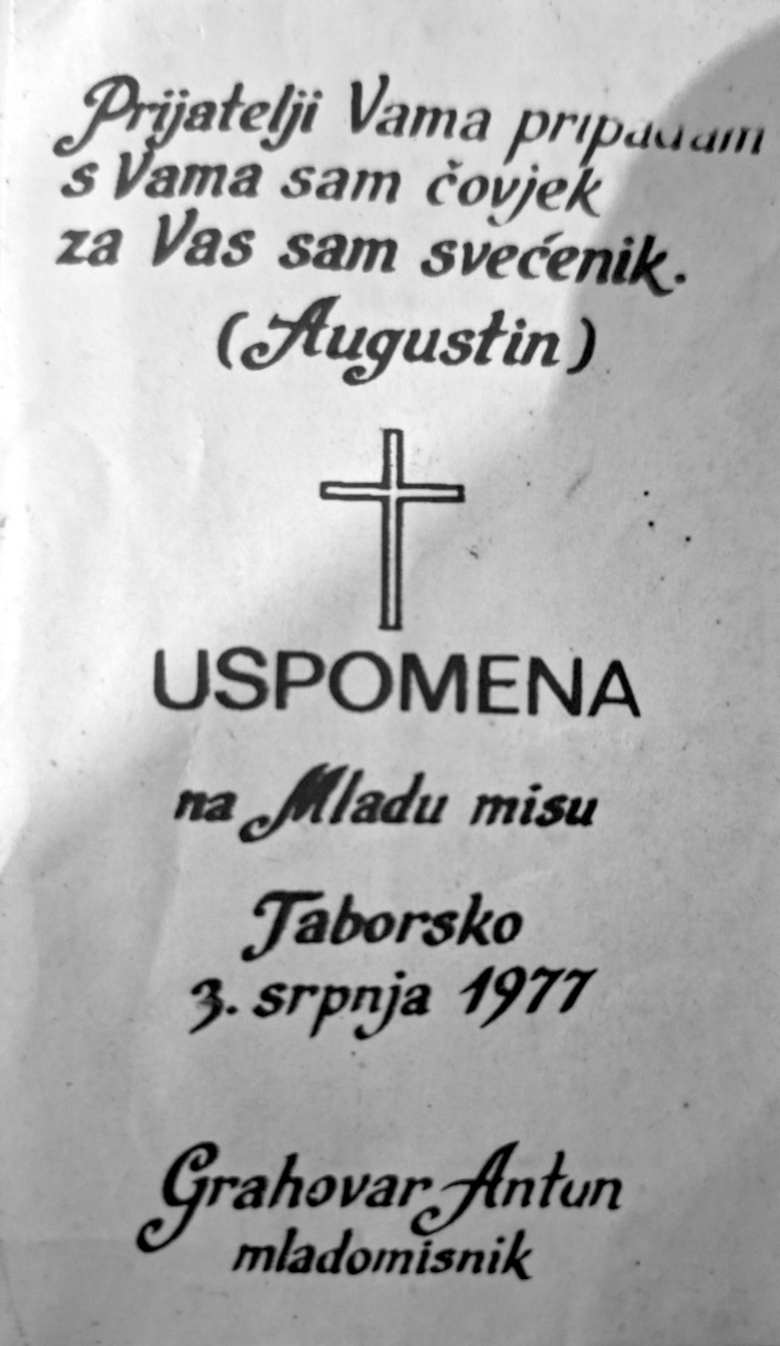 Prijatelji Vama pripadam
s Vama sam čovjek
za Vas sam svećenik.
(Augustin)
USPOMENA
na Mladu misu
Taborsko
3. srpnja 1977
Grahovar Antun
mladomisnik